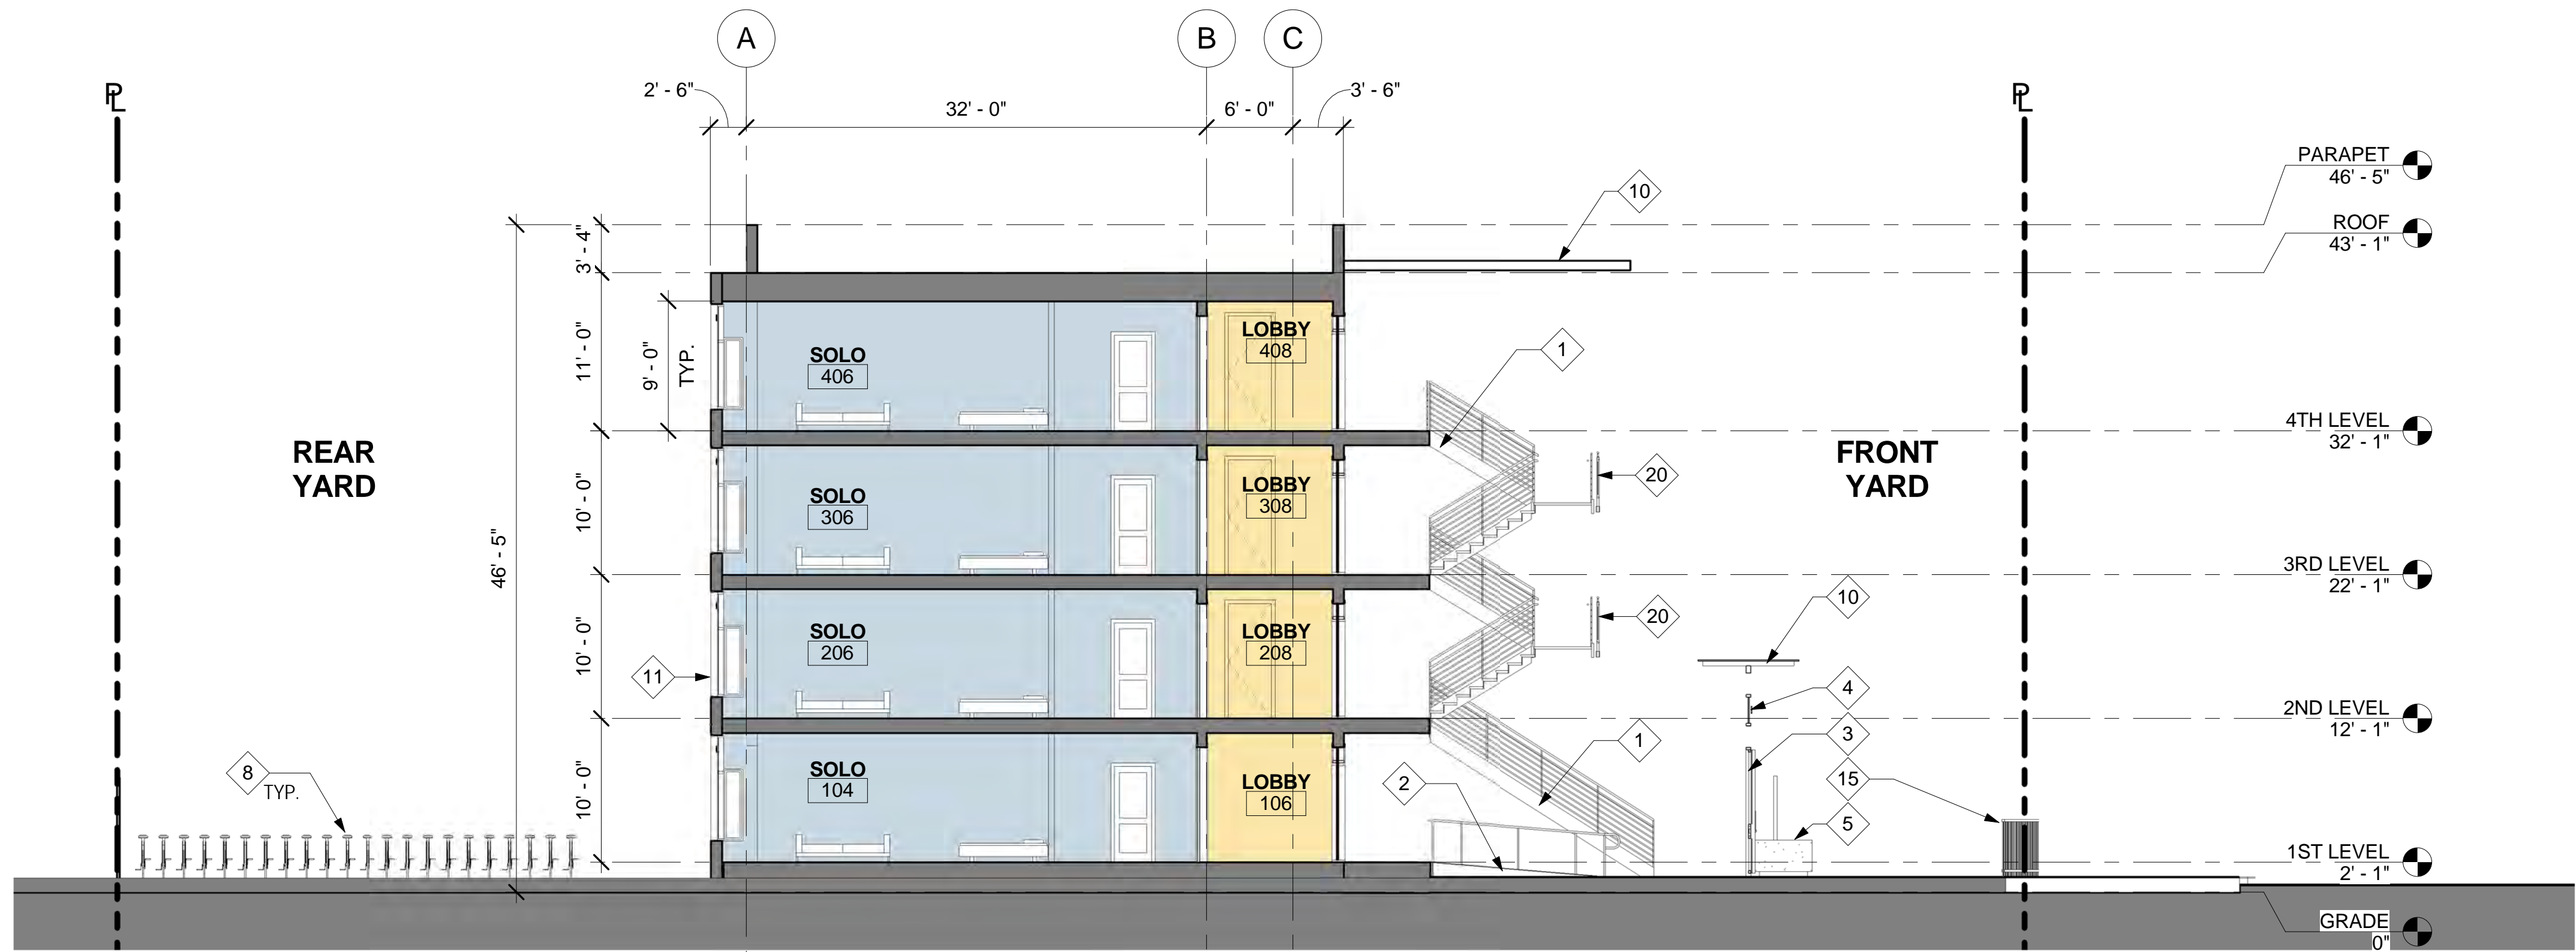 A
B
C
2' - 6"
32' - 0"
6' - 0"
3' - 6"
PL
PL
PARAPET
46' - 5"
ROOF
43' - 1"
10
3' - 4"
11' - 0"
9' - 0"
TYP.
SOLO
406
LOBBY
408
1
4TH LEVEL
32' - 1"
REAR
YARD
FRONT
YARD
20
10' - 0"
SOLO
306
LOBBY
308
46' - 5"
3RD LEVEL
22' - 1"
10
20
10' - 0"
SOLO
206
LOBBY
208
11
4
2ND LEVEL
12' - 1"
3
1
15
8
TYP.
10' - 0"
SOLO
104
LOBBY
106
2
5
1ST LEVEL
2' - 1"
GRADE
0"